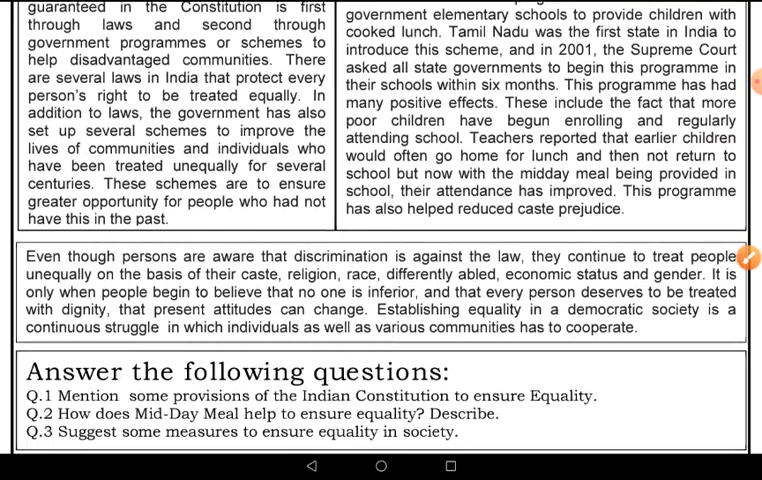 guaranteed in the Constitution is first
through laws and second through
government programmes or schemes to
help disadvantaged communities. There
are several laws in India that protect every
person's right to be treated equally. In
addition to laws, the government has also
set up several schemes to improve the
lives of communities and individuals who
have been treated unequally for several
centuries. These schemes are to ensure
greater opportunity for people who had not
have this in the past.
government elementary schools to provide children with
cooked lunch. Tamil Nadu was the first state in India to
introduce this scheme, and in 2001, the Supreme Court
asked all state governments to begin this programme in
their schools within six months. This programme has had
many positive effects. These include the fact that more
poor children have begun enrolling and regularly
attending school. Teachers reported that earlier children
would often go home for lunch and then not return to
school but now with the midday meal being provided in
school, their attendance has improved. This programme
has also helped reduced caste prejudice.
Even though persons are aware that discrimination is against the law, they continue to treat people
unequally on the basis of their caste, religion, race, differently abled, economic status and gender. It is
only when people begin to believe that no one is inferior, and that every person deserves to be treated
with dignity, that present attitudes can change. Establishing equality in a democratic society is a
continuous struggle in which individuals as well as various communities has to cooperate.
Answer the following questions:
Q.1 Mention some provisions of the Indian Constitution to ensure Equality.
Q.2 How does Mid-Day Meal help to ensure equality? Describe.
Q.3 Suggest some measures to ensure equality in society.